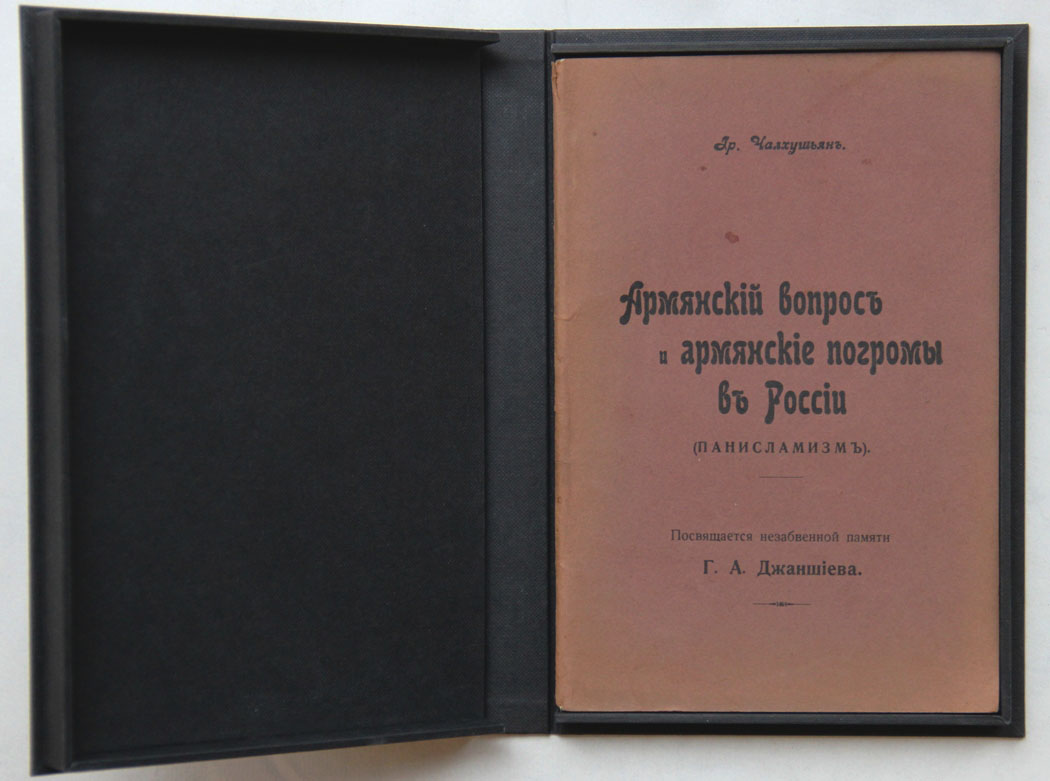 Гр. Чалхушьянъ.
Армянскій вопросъ
и армянскіе погромы
въ Россіи
(ПАНИСЛАМИЗМЪ).
Посвящается незабвенной памяти
Г. А. Джаншіева.